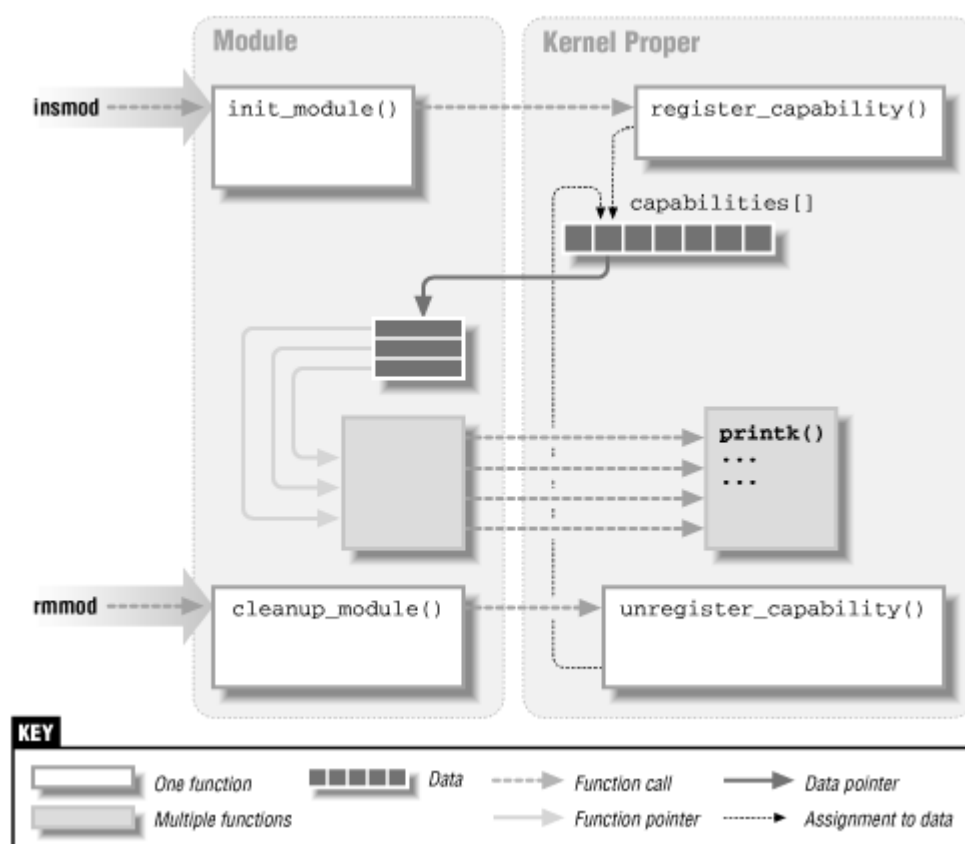 Module
Kernel Proper
insmod
init_module()
register_capability()
capabilities[]
printk()
...
...
rmmod
cleanup_module()
unregister_capability()
KEY
One function
Data
Function call
Data pointer
Multiple functions
Function pointer
Assignment to data